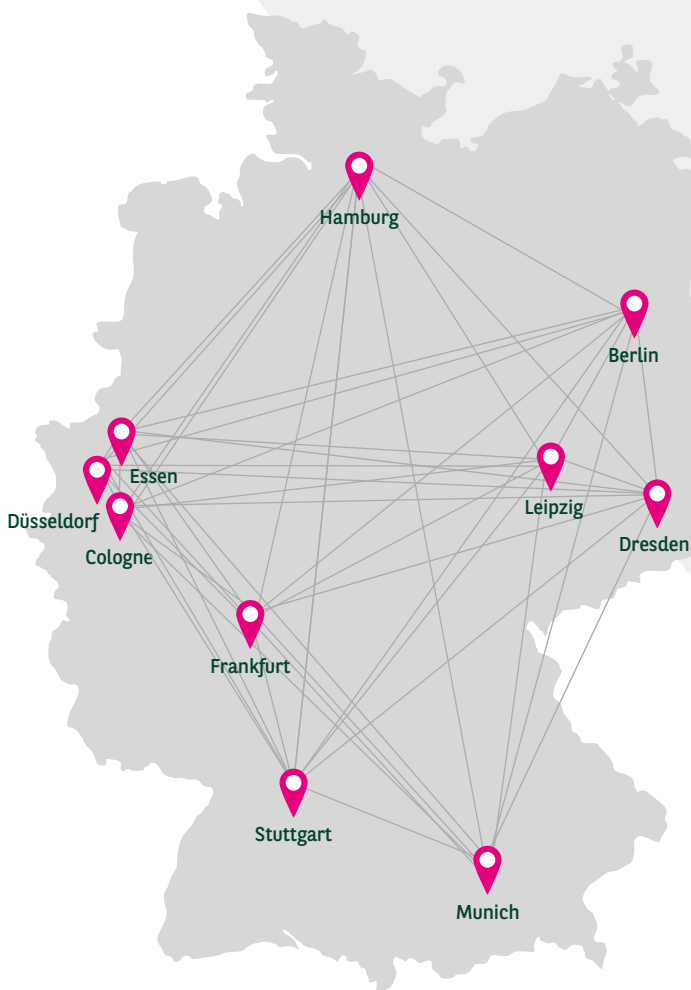 Hamburg
Berlin
Essen
Leipzig
Düsseldorf
Dresden
Cologne
Frankfurt
Stuttgart
Munich